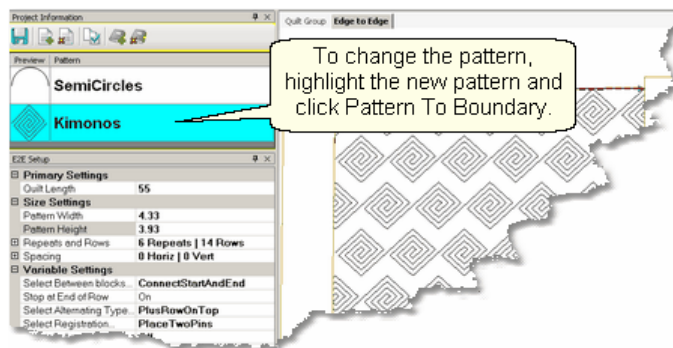 Project Information
Quilt Group Edge to Edge
Preview Pattern
SemiCircles
Kimonos
To change the pattern,
highlight the new pattern and
click Pattern To Boundary.
E2E Setup
Primary Settings
Quilt Length 55
Size Settings
Pattern Width 4.33
Pattern Height 3.93
Repeats and Rows 6 Repeats | 14 Rows
Spacing 0 Horiz | 0 Vert
Variable Settings
Select Between blocks... ConnectStartAndEnd
Stop at End of Row On
Select Alternating Type... PlusRowOnTop
Select Registration... PlaceTwoPins